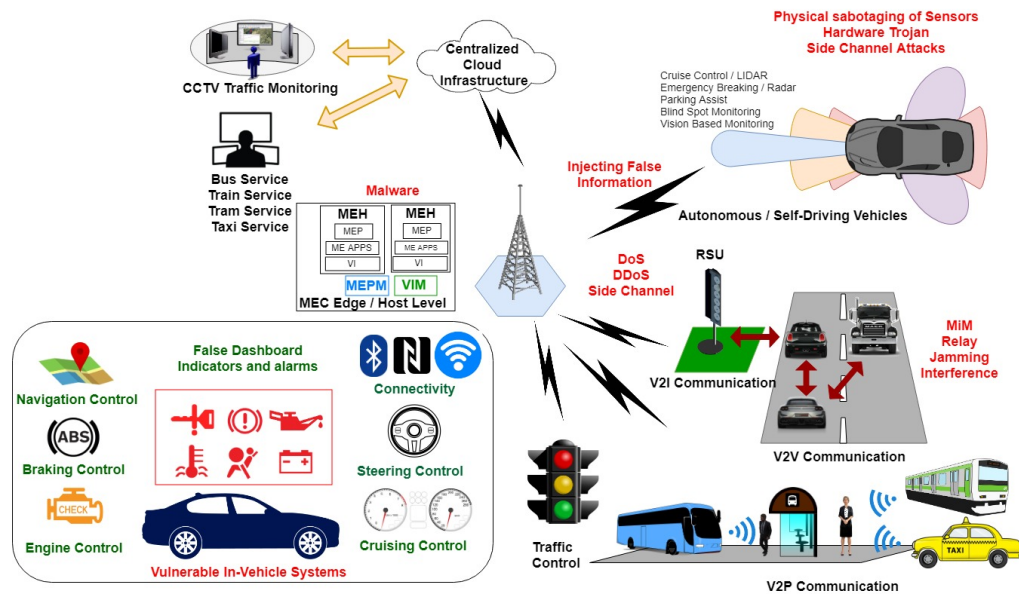 Physical sabotaging of Sensors
Hardware Trojan
Side Channel Attacks
Centralized
Cloud
Infrastructure
CCTV Traffic Monitoring
Cruise Control / LIDAR
Emergency Breaking / Radar
Parking Assist
Blind Spot Monitoring
Vision Based Monitoring
Injecting False
Information
Autonomous / Self-Driving Vehicles
Bus Service
Train Service
Tram Service
Taxi Service
Malware
MEH
MEP
ME APPS
VI
MEH
MEP
ME APPS
VI
MEPM
VIM
MEC Edge / Host Level
DoS
DDoS
Side Channel
RSU
V2I Communication
MiM
Relay
Jamming
Interference
V2V Communication
False Dashboard
Indicators and alarms
Navigation Control
Connectivity
ABS
Braking Control
Steering Control
CHECK
Engine Control
Cruising Control
Vulnerable In-Vehicle Systems
Traffic
Control
TAXI
V2P Communication